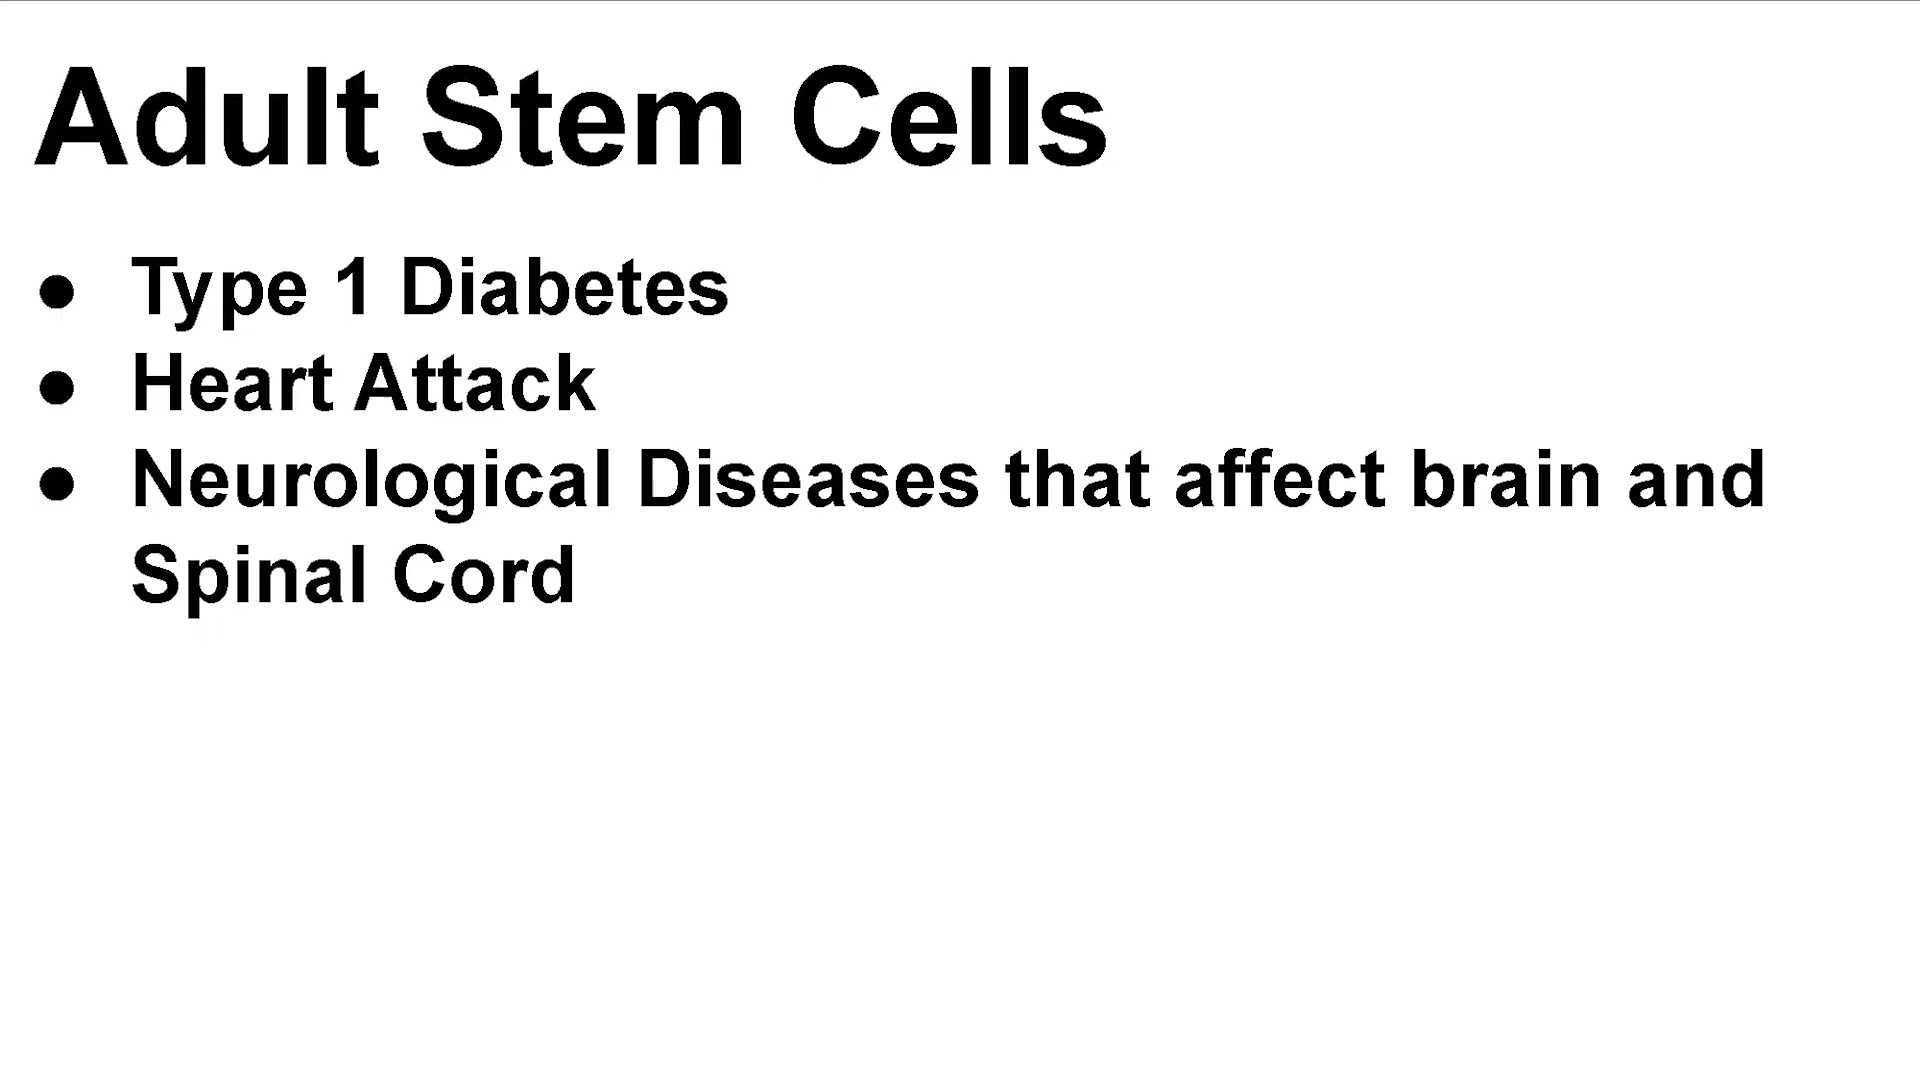 Adult Stem Cells
● Type 1 Diabetes
● Heart Attack
● Neurological Diseases that affect brain and
Spinal Cord